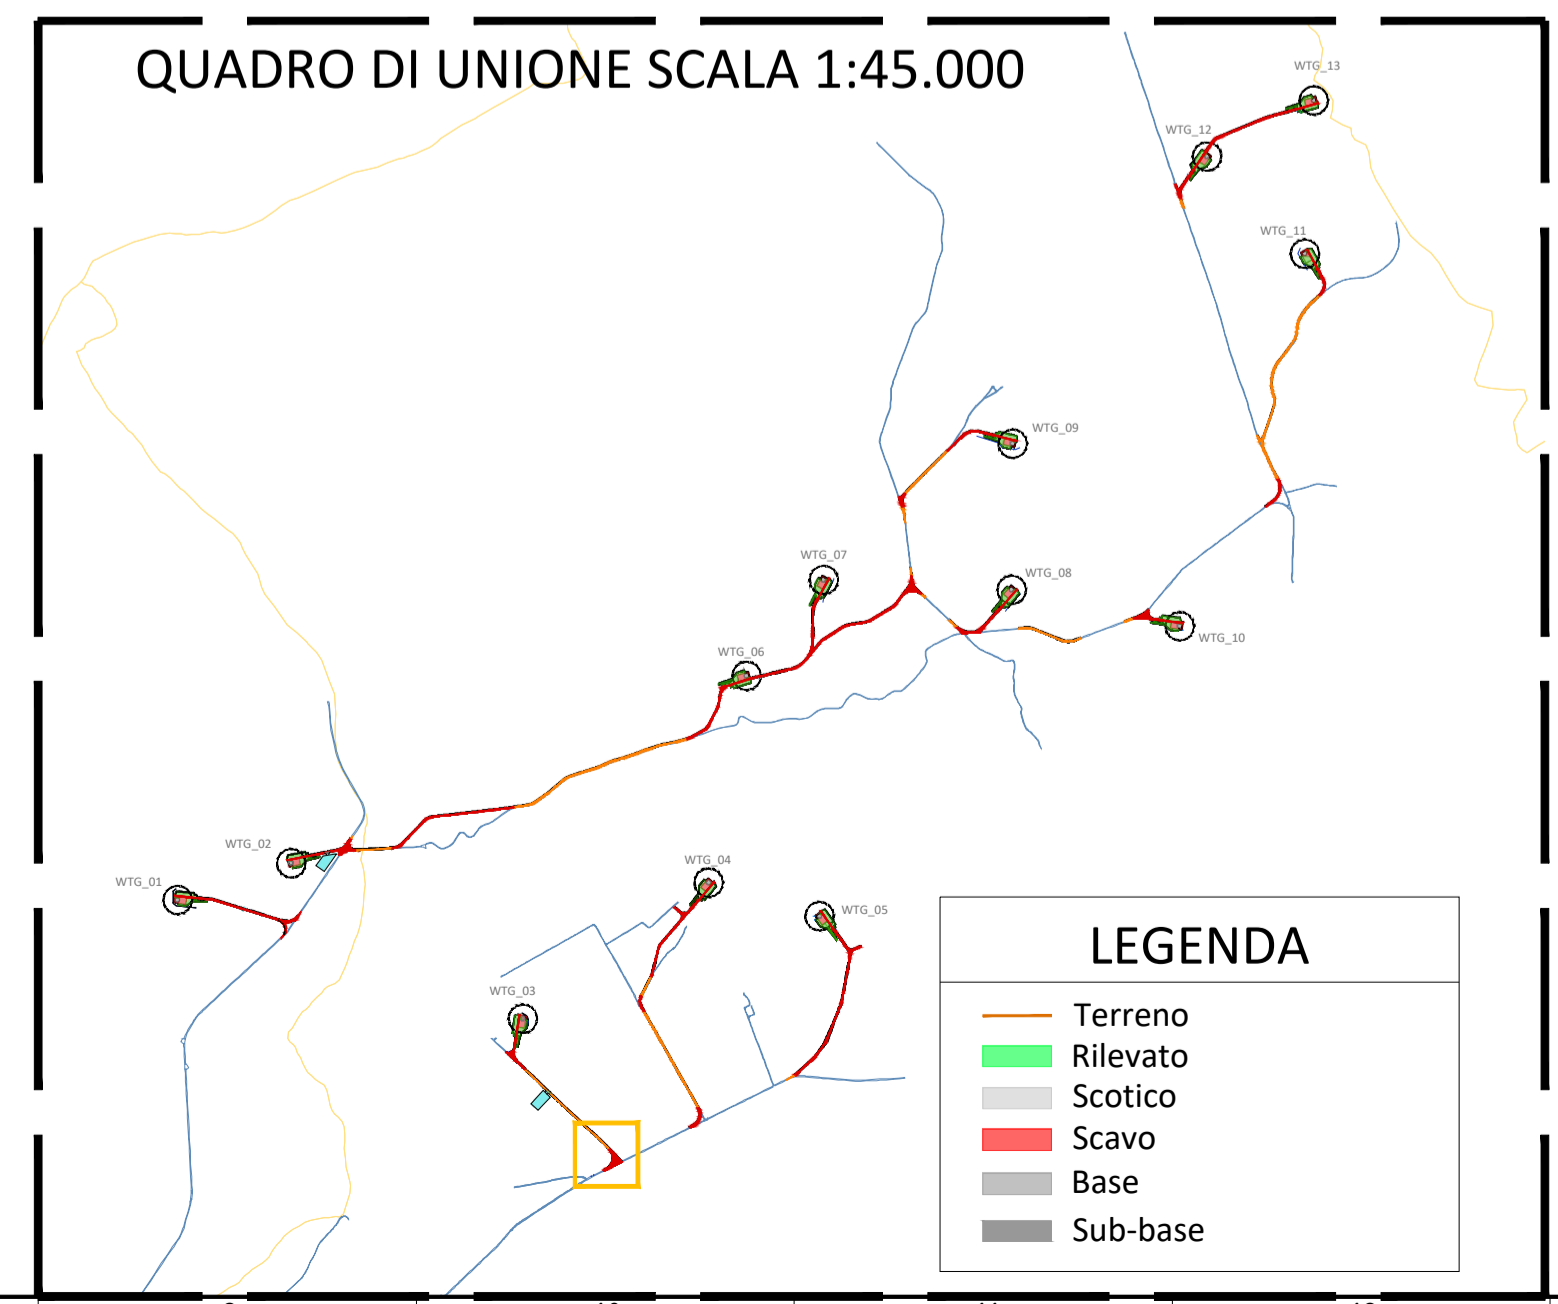 QUADRO DI UNIONE SCALA 1:45.000
WTG_13
WTG_12
WTG_11
WTG_09
WTG_07
WTG_08
WTG_10
WTG_06
WTG_02
WTG_04
WTG_01
WTG_05
WTG_03
LEGENDA
Terreno
Rilevato
Scotico
Scavo
Base
Sub-base